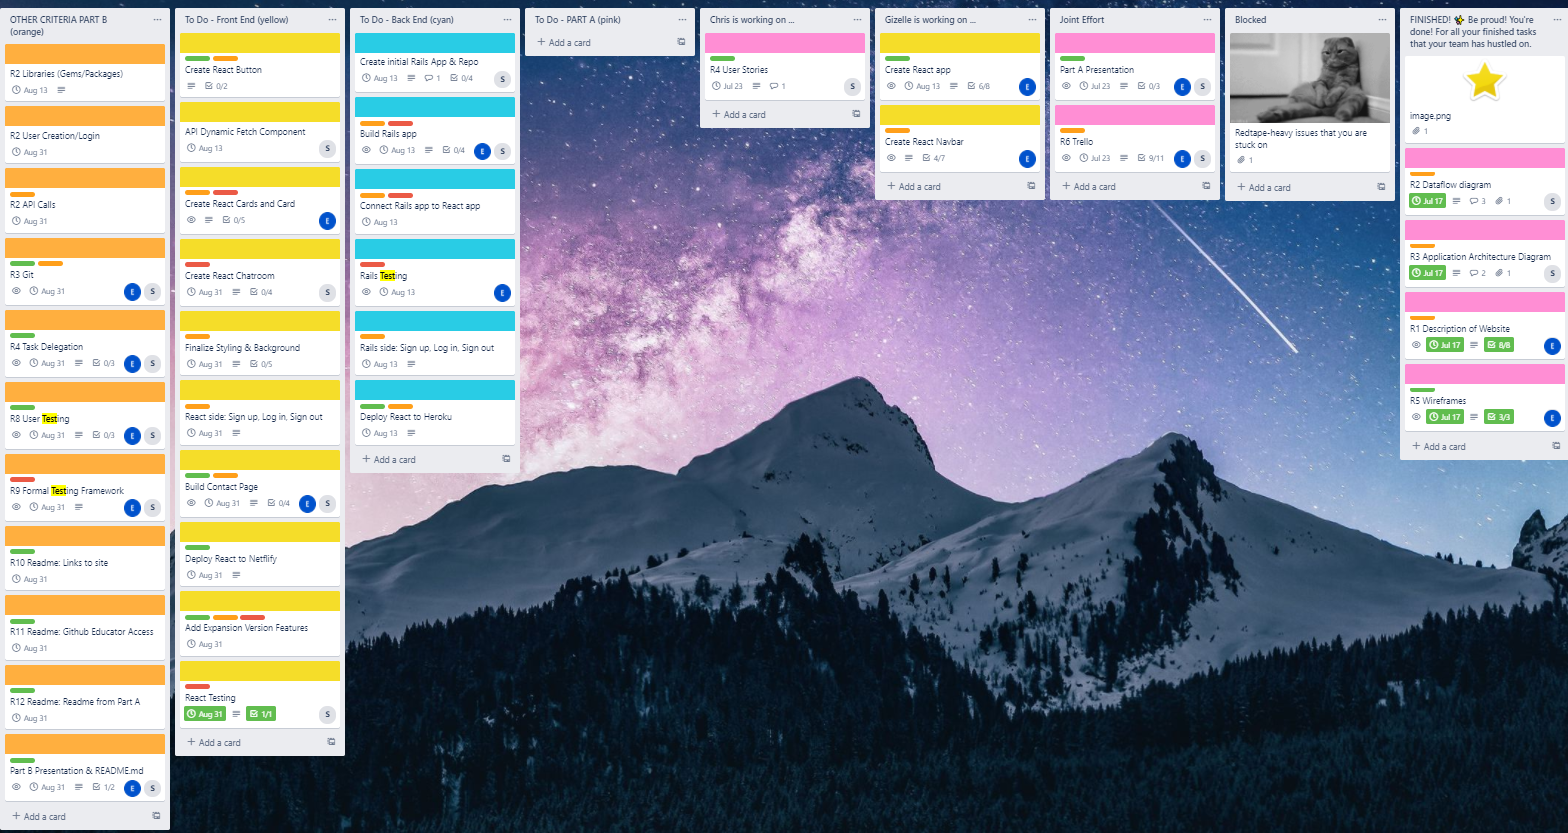 OTHER CRITERIA PART B
(orange)
R2 Libraries (Gems/Packages)
Aug 13
R2 User Creation/Login
Aug 31
R2 API Calls
Aug 31
R3 Git
Aug 31
E
S
R4 Task Delegation
Aug 31
0/3
E
S
R8 User Testing
Aug 31
0/3
E
S
R9 Formal Testing Framework
Aug 31
E
S
R10 Readme: Links to site
Aug 31
R11 Readme: Github Educator Access
Aug 31
R12 Readme: Readme from Part A
Aug 31
Part B Presentation & README.md
Aug 31
1/2
E
S
+ Add a card
To Do - Front End (yellow)
Create React Button
0/2
API Dynamic Fetch Component
Aug 13
S
Create React Cards and Card
0/5
E
Create React Chatroom
Aug 31
0/4
S
Finalize Styling & Background
Aug 31
0/5
React side: Sign up, Log in, Sign out
Aug 31
Build Contact Page
Aug 31
0/4
E
S
Deploy React to Netflify
Aug 31
Add Expansion Version Features
Aug 31
React Testing
Aug 31
1/1
S
+ Add a card
To Do - Back End (cyan)
Create initial Rails App & Repo
Aug 13
1
0/4
S
Build Rails app
Aug 13
0/4
E
S
Connect Rails app to React app
Aug 13
Rails Testing
Aug 13
E
Rails side: Sign up, Log in, Sign out
Aug 13
Deploy React to Heroku
Aug 13
+ Add a card
To Do - PART A (pink)
+ Add a card
Chris is working on ...
R4 User Stories
Jul 23
1
S
+ Add a card
Gizelle is working on ...
Create React app
Aug 13
6/8
E
Create React Navbar
4/7
E
+ Add a card
Joint Effort
Part A Presentation
Jul 23
0/3
E
S
R6 Trello
Jul 23
9/11
E
S
+ Add a card
Blocked
Redtape-heavy issues that you are
stuck on
1
+ Add a card
FINISHED! Be proud! You're
done! For all your finished tasks
that your team has hustled on.
image.png
1
R2 Dataflow diagram
Jul 17
3
1
S
R3 Application Architecture Diagram
Jul 17
2
1
S
R1 Description of Website
Jul 17
8/8
E
R5 Wireframes
Jul 17
3/3
E
+ Add a card